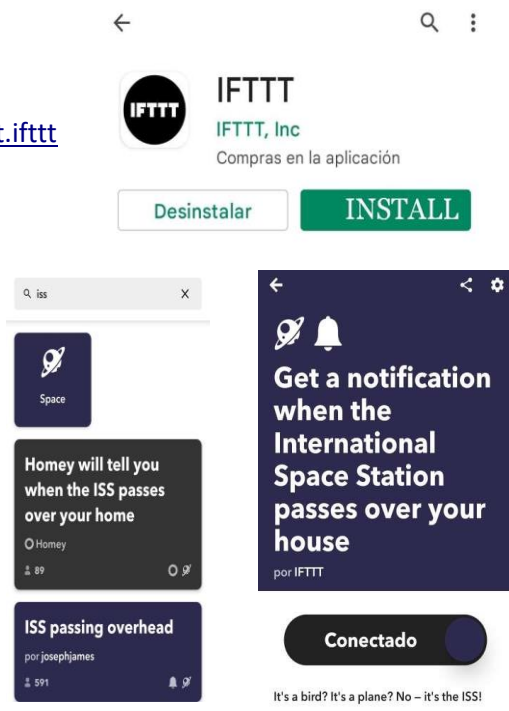 IFTTT
IFTTT
IFTTT, Inc
t.ifttt
Compras en la aplicación
Desinstalar
INSTALL
iss
X
Space
Homey will tell you
when the ISS passes
over your home
Homey
89
ISS passing overhead
por josephjames
591
Get a notification
when the
International
Space Station
passes over your
house
por IFTTT
Conectado
It's a bird? It's a plane? No – it's the ISS!